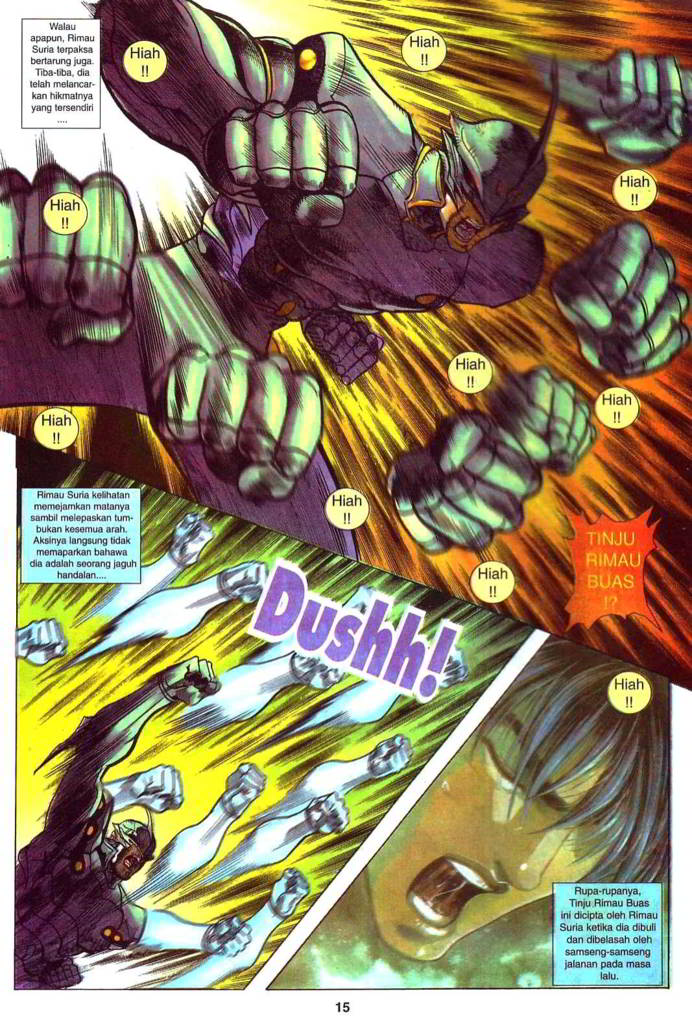 Walau
apapun, Rimau
Suria terpaksa
bertarung juga.
Tiba-tiba, dia
telah melancar-
kan hikmatnya
yang tersendiri
....
Hiah
!!
Hiah
!!
Hiah
!!
Hiah
!!
Hiah
!!
Hiah
!!
Hiah
!!
Hiah
!!
Hiah
!!
TINJU
RIMAU
BUAS
!?
Rimau Suria kelihatan
memejamkan matanya
sambil melepaskan tum-
bukan kesemua arah.
Aksinya langsung tidak
memaparkan bahawa
dia adalah seorang jaguh
handalan....
Dushh!
Hiah
!!
Rupa-rupanya,
Tinju Rimau Buas
ini dicipta oleh Rimau
Suria ketika dia dibuli
dan dibelasah oleh
samseng-samseng
jalanan pada masa
lalu.
15